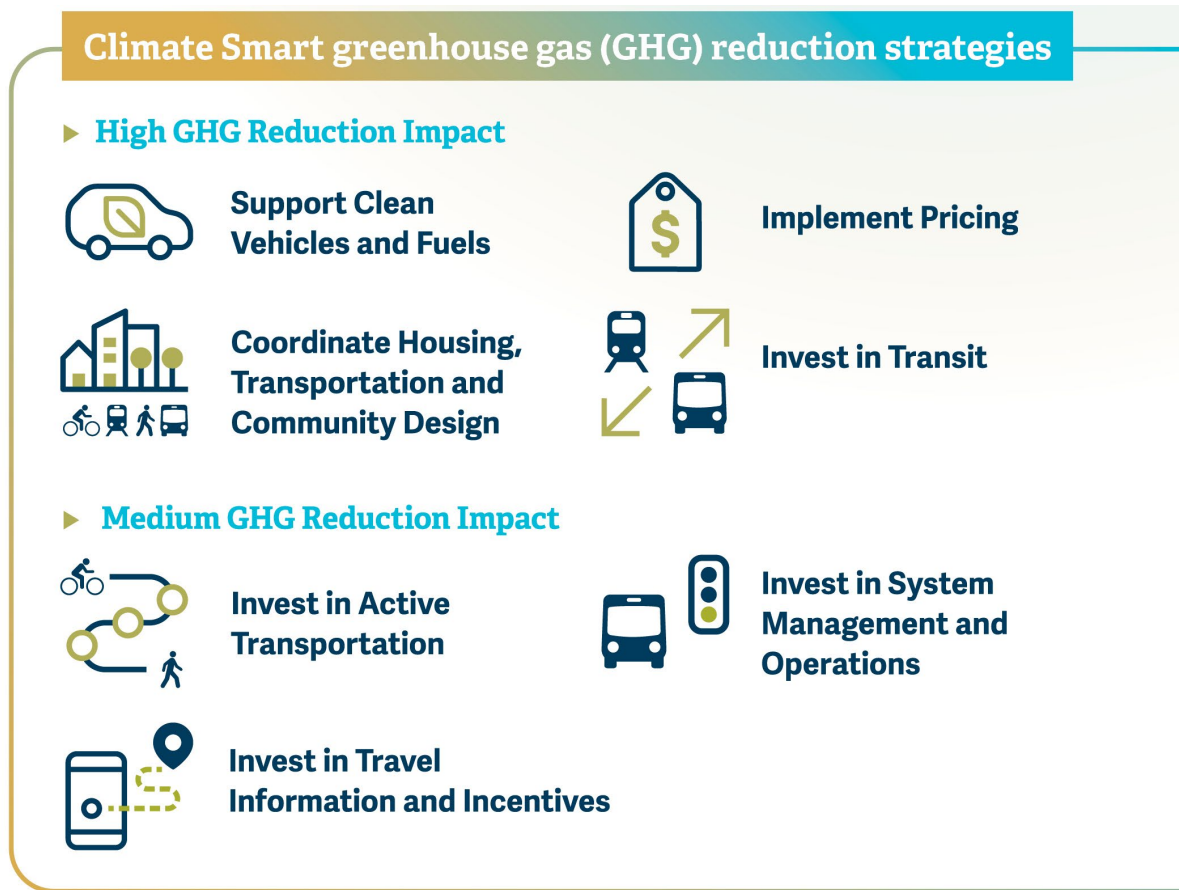 Climate Smart greenhouse gas (GHG) reduction strategies
High GHG Reduction Impact
Support Clean
Vehicles and Fuels
$
Implement Pricing
Coordinate Housing,
Transportation and
Community Design
Invest in Transit
Medium GHG Reduction Impact
Invest in Active
Transportation
Invest in System
Management and
Operations
Invest in Travel
Information and Incentives